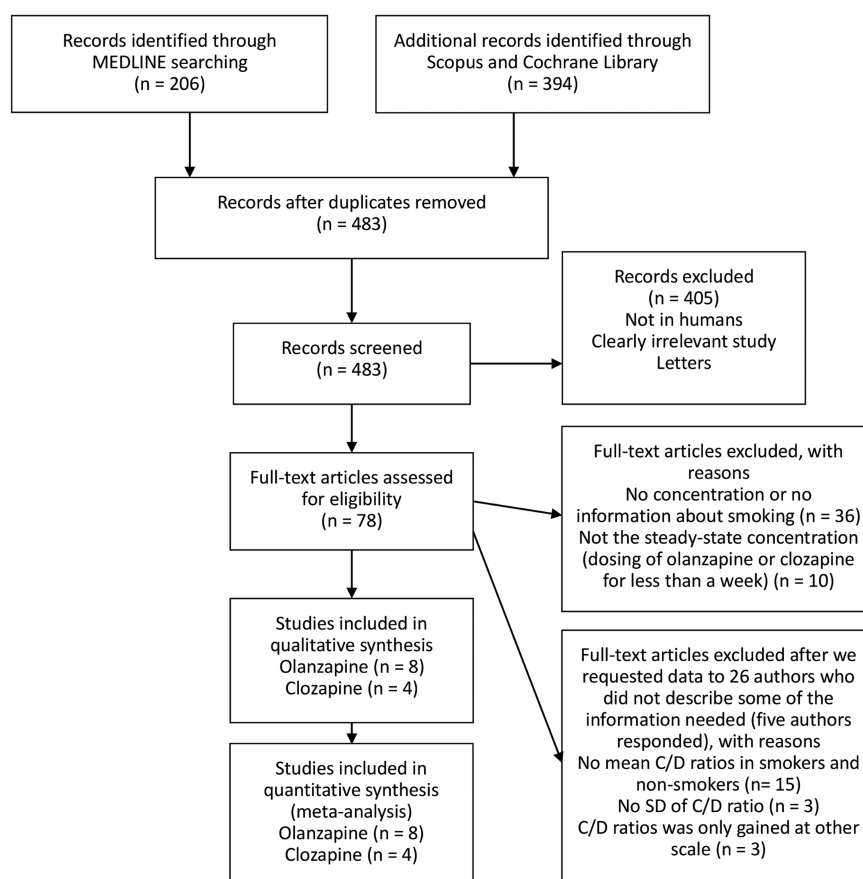 Records identified through
MEDLINE searching
(n = 206)
Additional records identified through
Scopus and Cochrane Library
(n = 394)
Records after duplicates removed
(n = 483)
Records screened
(n = 483)
Records excluded
(n = 405)
Not in humans
Clearly irrelevant study
Letters
Full-text articles assessed
for eligibility
(n = 78)
Full-text articles excluded, with
reasons
No concentration or no
information about smoking (n = 36)
Not the steady-state concentration
(dosing of olanzapine or clozapine
for less than a week) (n = 10)
Studies included in
qualitative synthesis
Olanzapine (n = 8)
Clozapine (n = 4)
Full-text articles excluded after we
requested data to 26 authors who
did not describe some of the
information needed (five authors
responded), with reasons
No mean C/D ratios in smokers and
non-smokers (n= 15)
No SD of C/D ratio (n = 3)
C/D ratios was only gained at other
scale (n = 3)
Studies included in
quantitative synthesis
(meta-analysis)
Olanzapine (n = 8)
Clozapine (n = 4)